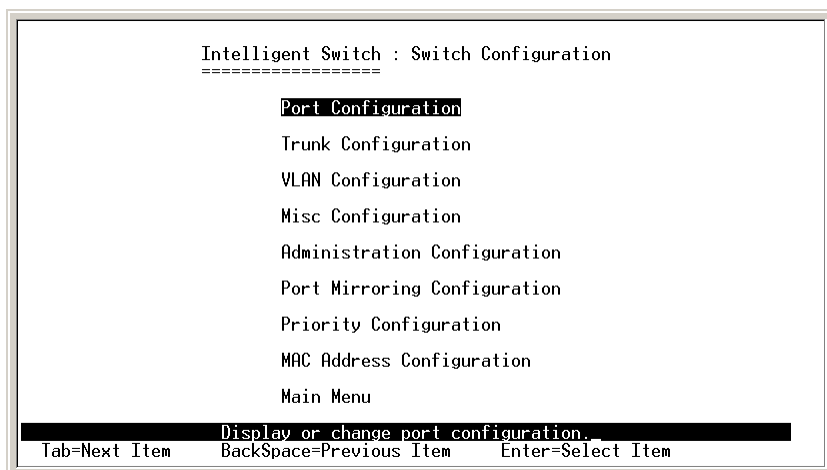 Intelligent Switch : Switch Configuration
==================
Port Configuration
Trunk Configuration
VLAN Configuration
Misc Configuration
Administration Configuration
Port Mirroring Configuration
Priority Configuration
MAC Address Configuration
Main Menu
Display or change port configuration._
Tab=Next Item BackSpace=Previous Item Enter=Select Item